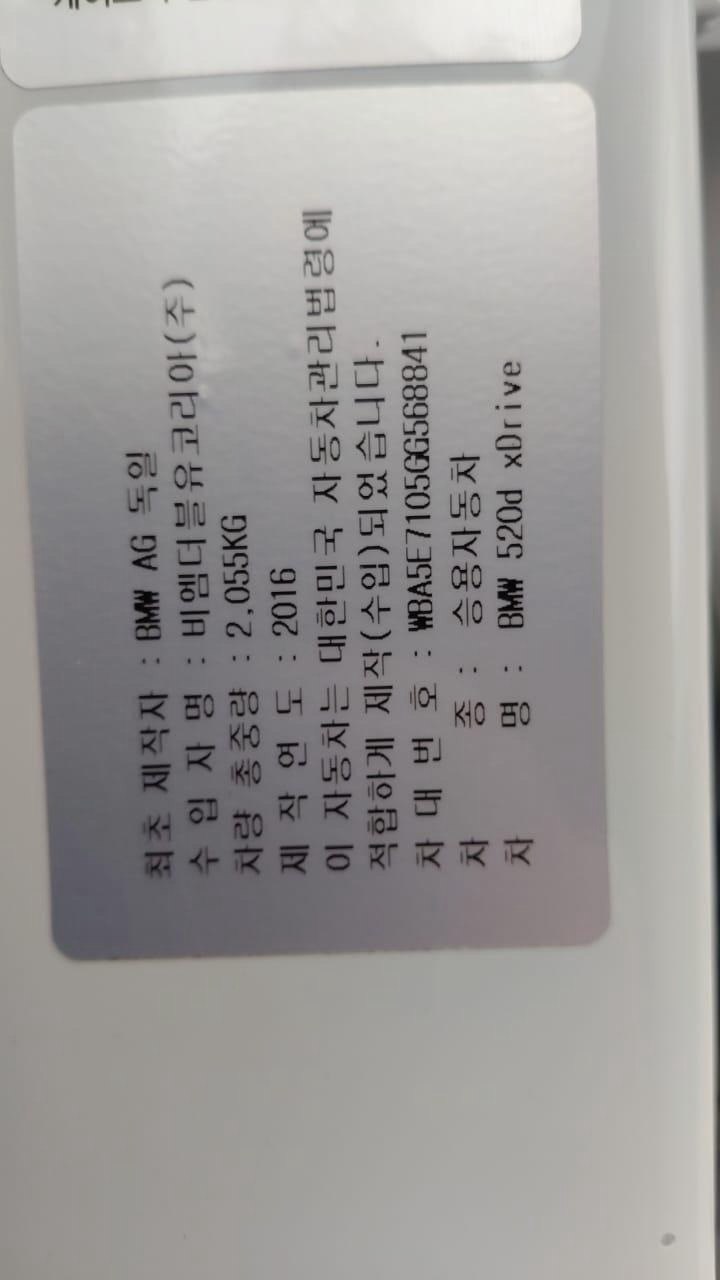 최초 제작자 : BMW AG 독일
수 입 자 명 : 비엠더블유코리아(주)
차량 총중량 : 2,055KG
제 작 연 도 : 2016
이 자동차는 대한민국 자동차관리법령에
적합하게 제작(수입)되었습니다.
차 대 번 호 : WBA5E7105GG568841
차 종 : 승용자동차
차 명 : BMW 520d xDrive